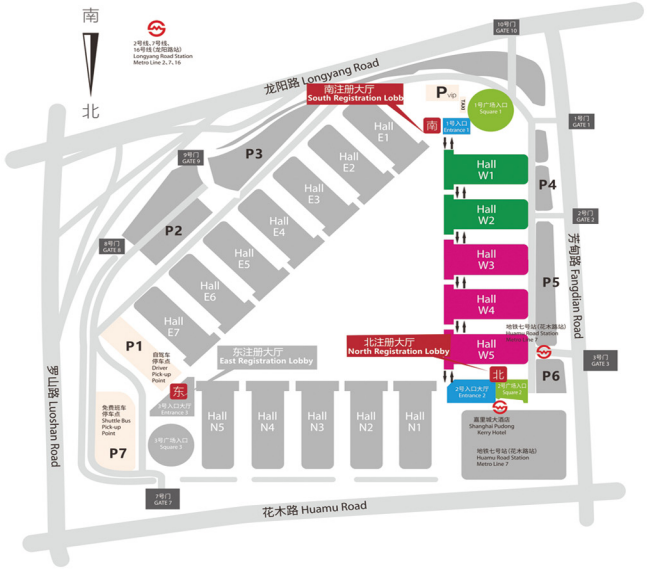 南
北
2号线、7号线、
16号线(龙阳路站)
Longyang Road Station
Metro Line 2、7、16
龙阳路 Longyang Road
10号门
GATE 10
南注册大厅
South Registration Lobby
P vip
TAXI
1号广场入口
Square 1
南
1号入口
Entrance 1
1号门
GATE 1
9号门
GATE 9
P3
Hall
E1
Hall
E2
Hall
E3
Hall
E4
Hall
E5
Hall
E6
Hall
E7
Hall
W1
Hall
W2
Hall
W3
Hall
W4
Hall
W5
P4
2号门
GATE 2
P2
8号门
GATE 8
P5
芳甸路 Fangdian Road
地铁七号站(花木路站)
Huamu Road Station
Metro Line 7
P1
自驾车
停车点
Driver
Pick-up
Point
东注册大厅
East Registration Lobby
北注册大厅
North Registration Lobby
3号门
GATE 3
P6
北
东
2号入口大厅
Entrance 2
2号广场入口
Square 2
罗山路 Luoshan Road
免费班车
停车点
Shuttle Bus
Pick-up
Point
P7
3号入口大厅
Entrance 3
3号广场入口
Square 3
Hall
N5
Hall
N4
Hall
N3
Hall
N2
Hall
N1
嘉里城大酒店
Shanghai Pudong
Kerry Hotel
地铁七号站(花木路站)
Huamu Road Station
Metro Line 7
7号门
GATE 7
花木路 Huamu Road